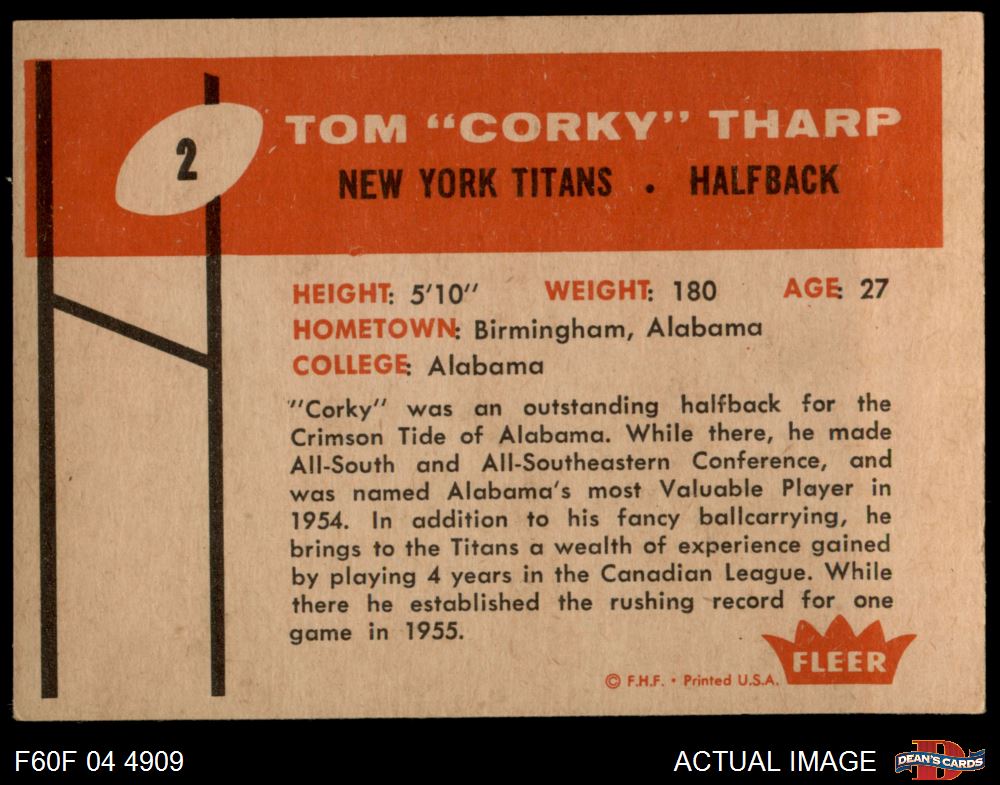 2
TOM “CORKY” THARP
NEW YORK TITANS . HALFBACK
HEIGHT: 5'10" WEIGHT: 180 AGE: 27
HOMETOWN: Birmingham, Alabama
COLLEGE: Alabama
"Corky" was an outstanding halfback for the
Crimson Tide of Alabama. While there, he made
All-South and All-Southeastern Conference, and
was named Alabama's most Valuable Player in
1954. In addition to his fancy ballcarrying, he
brings to the Titans a wealth of experience gained
by playing 4 years in the Canadian League. While
there he established the rushing record for one
game in 1955.
FLEER
© F.H.F. • Printed U.S.A.
F60F 04 4909
ACTUAL IMAGE
D
DEAN'S CARDS